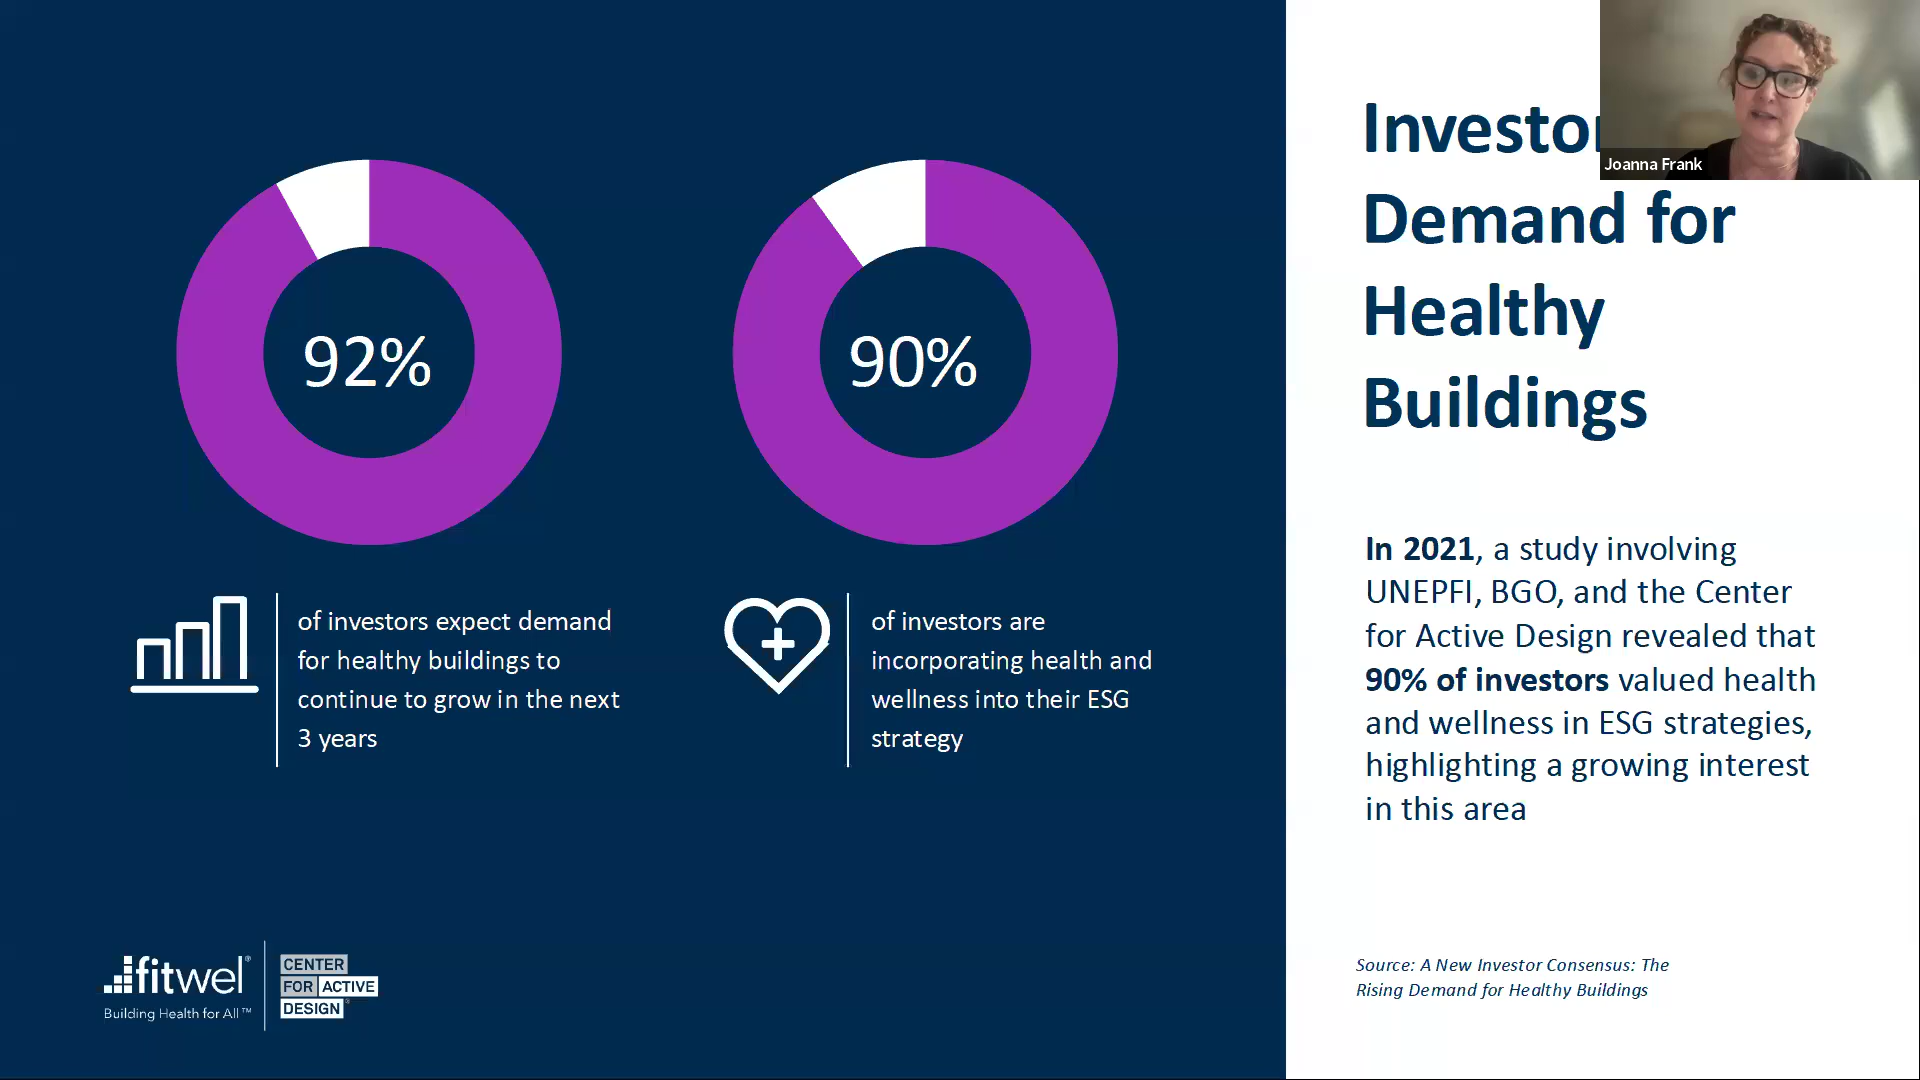 92%
of investors expect demand
for healthy buildings to
continue to grow in the next
3 years
90%
of investors are
incorporating health and
wellness into their ESG
strategy
Demand for
Healthy
Buildings
Joanna Frank
In 2021, a study involving
UNEPFI, BGO, and the Center
for Active Design revealed that
90% of investors valued health
and wellness in ESG strategies,
highlighting a growing interest
in this area
Source: A New Investor Consensus: The
Rising Demand for Healthy Buildings
fitwel®
Building Health for All™
CENTER
FOR ACTIVE
DESIGN®